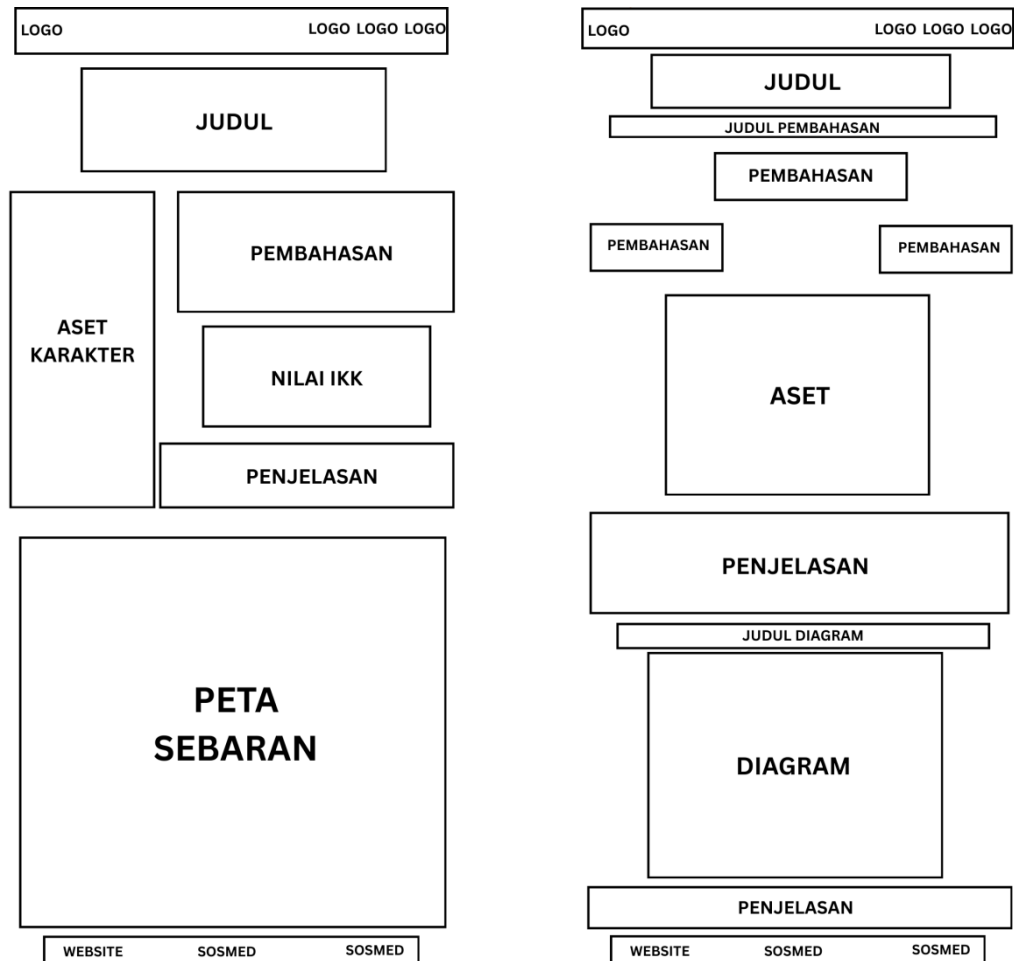 LOGO LOGO LOGO LOGO
JUDUL
PEMBAHASAN
ASET
KARAKTER
NILAI IKK
PENJELASAN
PETA
SEBARAN
WEBSITE SOSMED SOSMED
LOGO LOGO LOGO LOGO
JUDUL
JUDUL PEMBAHASAN
PEMBAHASAN
PEMBAHASAN PEMBAHASAN
ASET
PENJELASAN
JUDUL DIAGRAM
DIAGRAM
PENJELASAN
WEBSITE SOSMED SOSMED